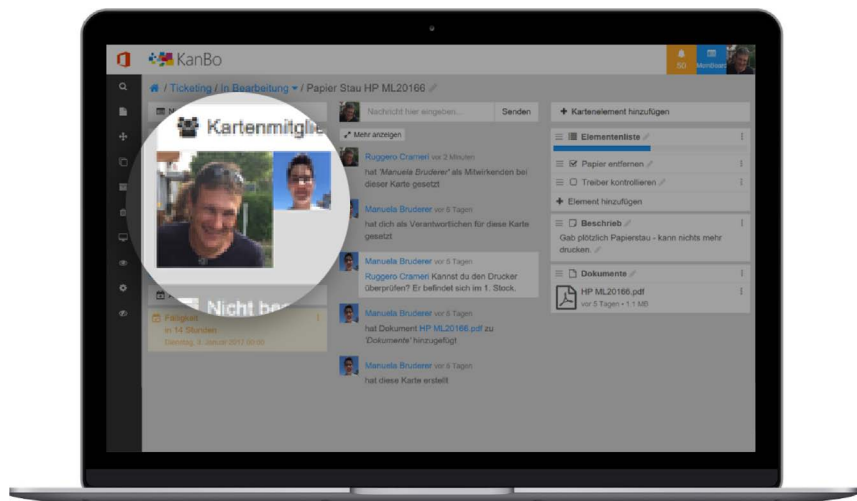 KanBo
50
/ Ticketing / In Bearbeitung / Papier Stau HP ML20166
Kartenmitglie
Nicht be
Fälligkeit
in 14 Stunden
Nachricht hier eingeben...
Senden
Mehr anzeigen
Ruggero Crameri vor 2 Minuten
hat 'Manuela Bruderer' als Mitwirkenden bei
dieser Karte gesetzt
Manuela Bruderer vor 5 Tagen
hat dich als Verantwortlichen für diese Karte
gesetzt
Manuela Bruderer vor 5 Tagen
Ruggero Crameri Kannst du den Drucker
überprüfen? Er befindet sich im 1. Stock.
Manuela Bruderer vor 5 Tagen
hat Dokument HP ML20166.pdf zu
'Dokumente' hinzugefügt
Manuela Bruderer vor 5 Tagen
hat diese Karte erstellt
+ Kartenelement hinzufügen
Elementenliste
Papier entfernen
Treiber kontrollieren
+ Element hinzufügen
Beschrieb
Gab plötzlich Papierstau - kann nichts mehr
drucken.
Dokumente
HP ML20166.pdf
vor 5 Tagen • 1.1 MB